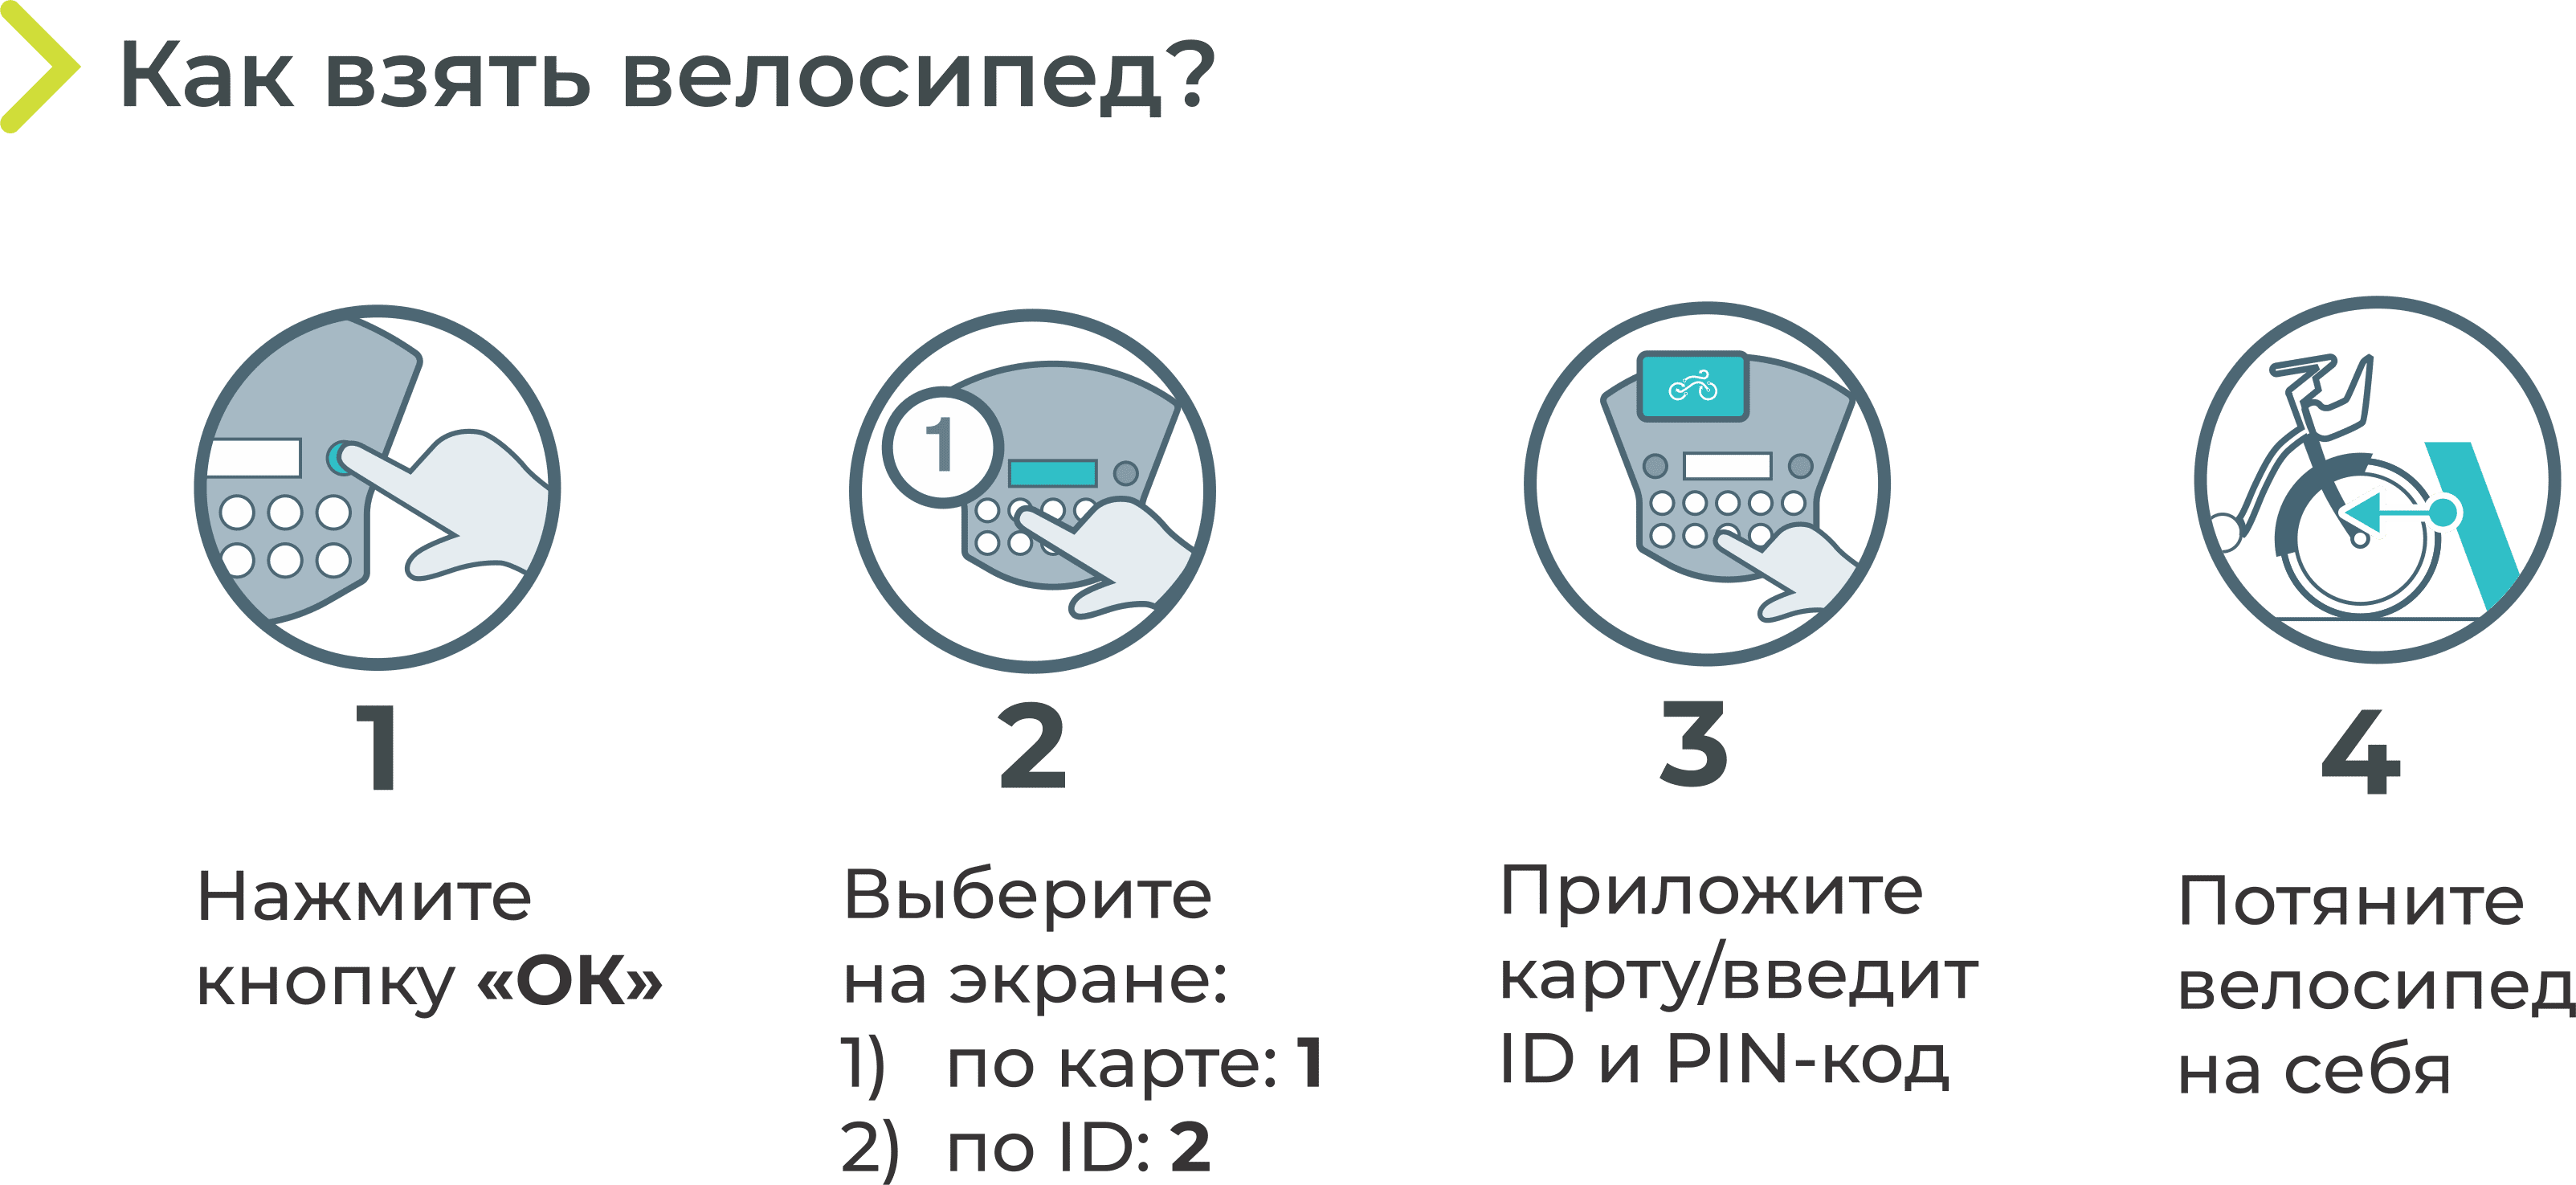 Как взять велосипед?
1
1
Нажмите
кнопку «ОК»
2
Выберите
на экране:
1) по карте: 1
2) по ID: 2
3
Приложите
карту/введит
ID и PIN-код
4
Потяните
велосипед
на себя